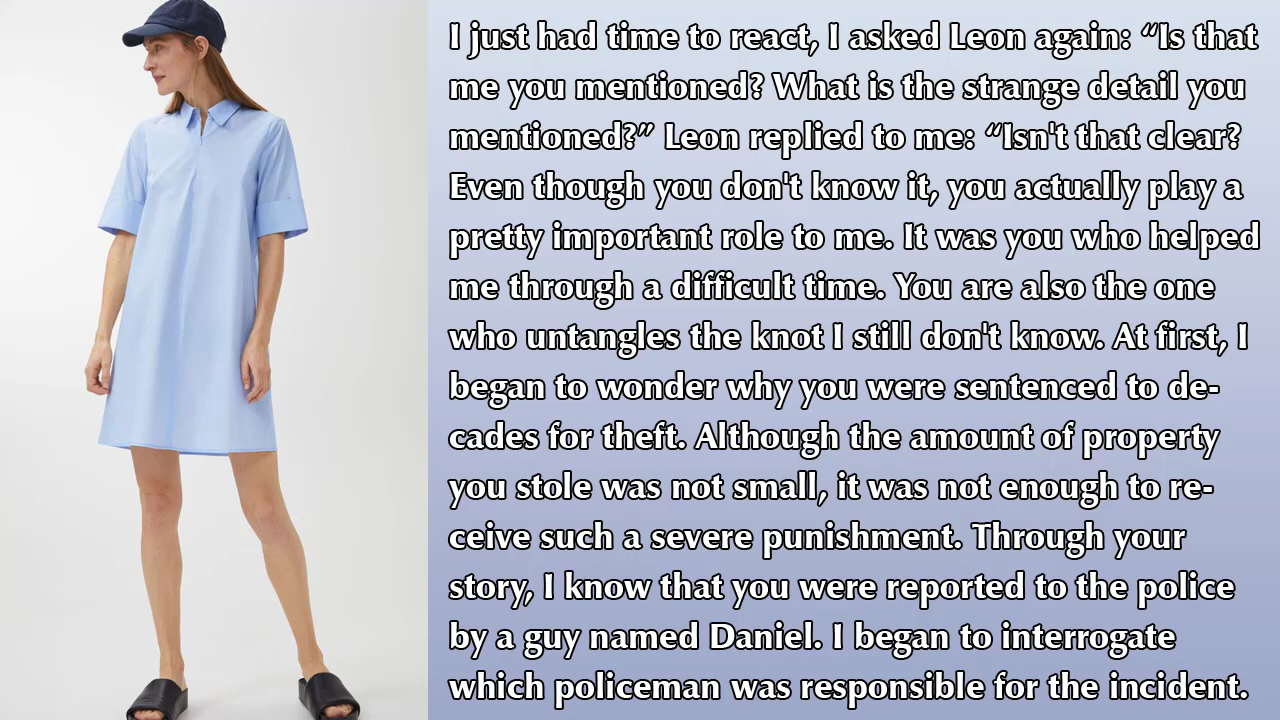 I just had time to react, I asked Leon again: “Is that
me you mentioned? What is the strange detail you
mentioned?” Leon replied to me: “Isn't that clear?
Even though you don't know it, you actually play a
pretty important role to me. It was you who helped
me through a difficult time. You are also the one
who untangles the knot I still don't know. At first, I
began to wonder why you were sentenced to de-
cades for theft. Although the amount of property
you stole was not small, it was not enough to re-
ceive such a severe punishment. Through your
story, I know that you were reported to the police
by a guy named Daniel. I began to interrogate
which policeman was responsible for the incident.